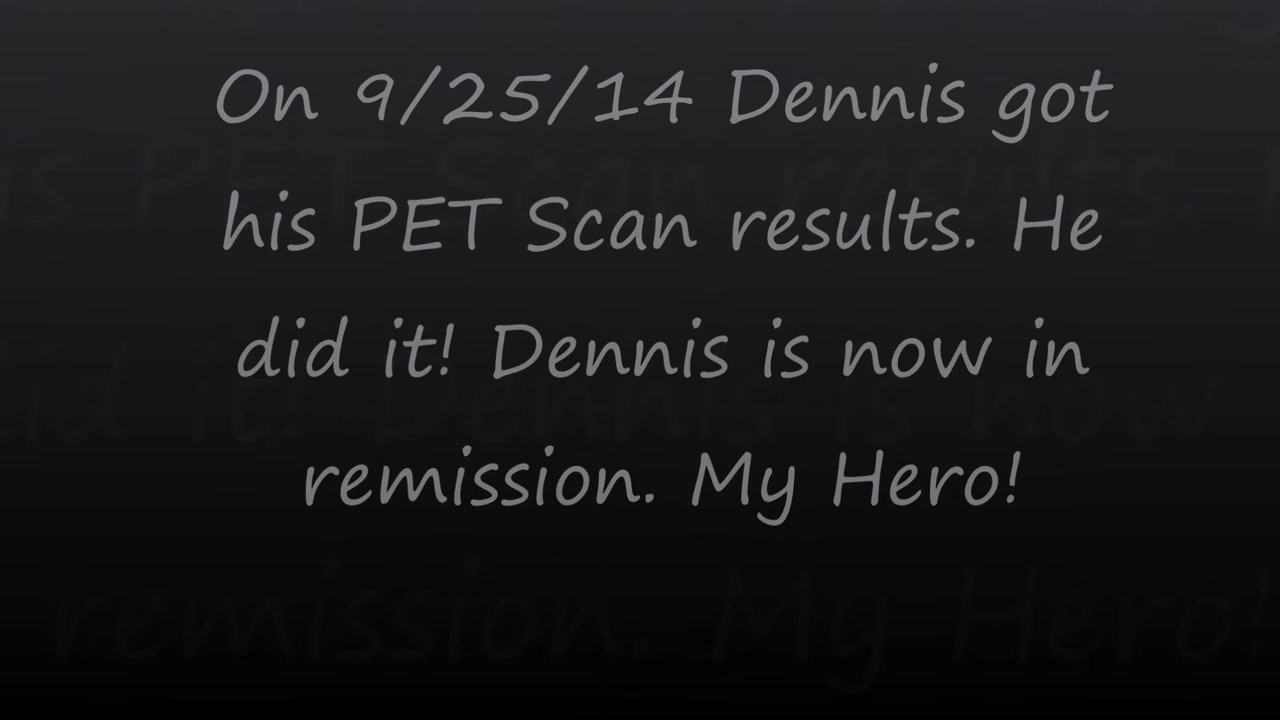 On 9/25/14 Dennis got
his PET Scan results. He
did it! Dennis is now in
remission. My Hero!